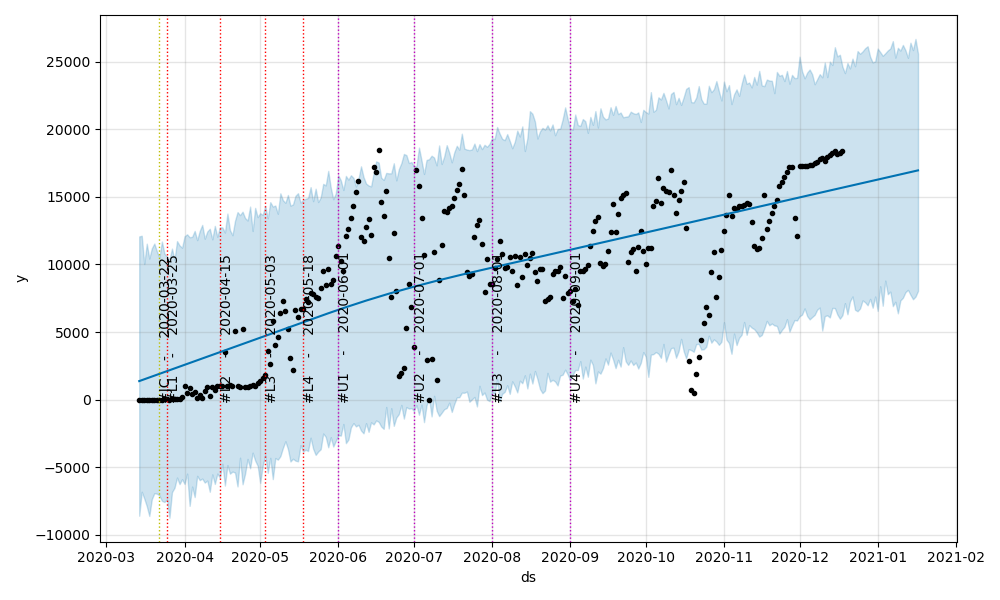 25000
20000
15000
10000
5000
0
−5000
−10000
y
#JC - 2020-03-22
#L1 - 2020-03-25
#L2 - 2020-04-15
#L3 - 2020-05-03
#L4 - 2020-05-18
#U1 - 2020-06-01
#U2 - 2020-07-01
#U3 - 2020-08-01
#U4 - 2020-09-01
2020-03
2020-04
2020-05
2020-06
2020-07
2020-08
2020-09
2020-10
2020-11
2020-12
2021-01
2021-02
ds